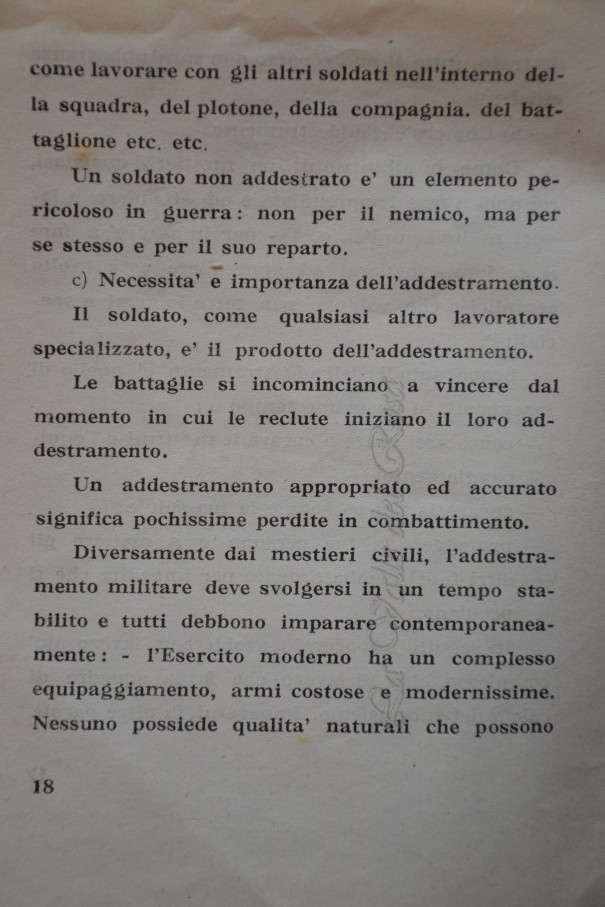 come lavorare con gli altri soldati nell'interno del-
la squadra, del plotone, della compagnia. del bat-
taglione etc. etc.
Un soldato non addestrato e' un elemento pe-
ricoloso in guerra: non per il nemico, ma per
se stesso e per il suo reparto.
c) Necessita' e importanza dell'addestramento.
Il soldato, come qualsiasi altro lavoratore
specializzato, e' il prodotto dell'addestramento.
Le battaglie si incominciano a vincere dal
momento in cui le reclute iniziano il loro ad-
destramento.
Un addestramento appropriato ed accurato
significa pochissime perdite in combattimento.
Diversamente dai mestieri civili, l'addestra-
mento militare deve svolgersi in un tempo sta-
bilito e tutti debbono imparare contemporanea-
mente: - l'Esercito moderno ha un complesso
equipaggiamento, armi costose e modernissime.
Nessuno possiede qualita' naturali che possono
18